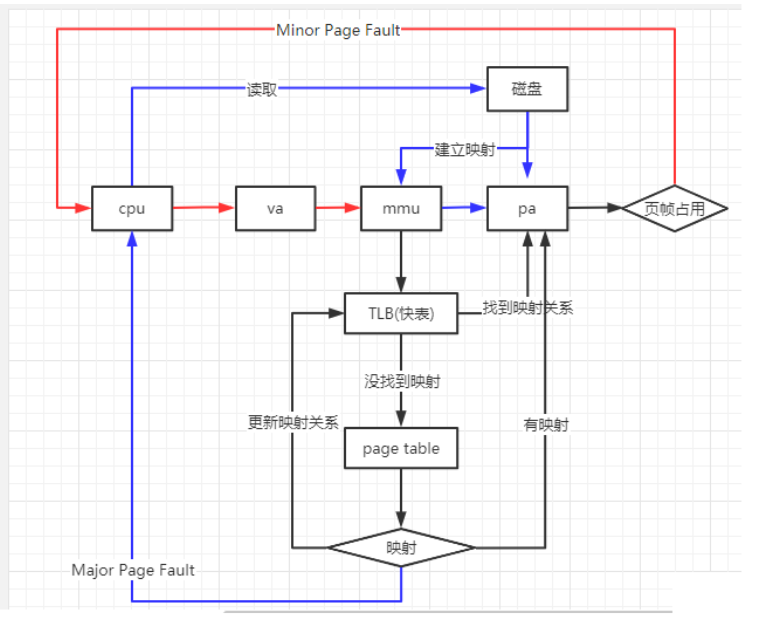 Minor Page Fault
读取
磁盘
建立映射
cpu
va
mmu
pa
页帧占用
TLB(快表)
找到映射关系
没找到映射
更新映射关系
有映射
page table
映射
Major Page Fault